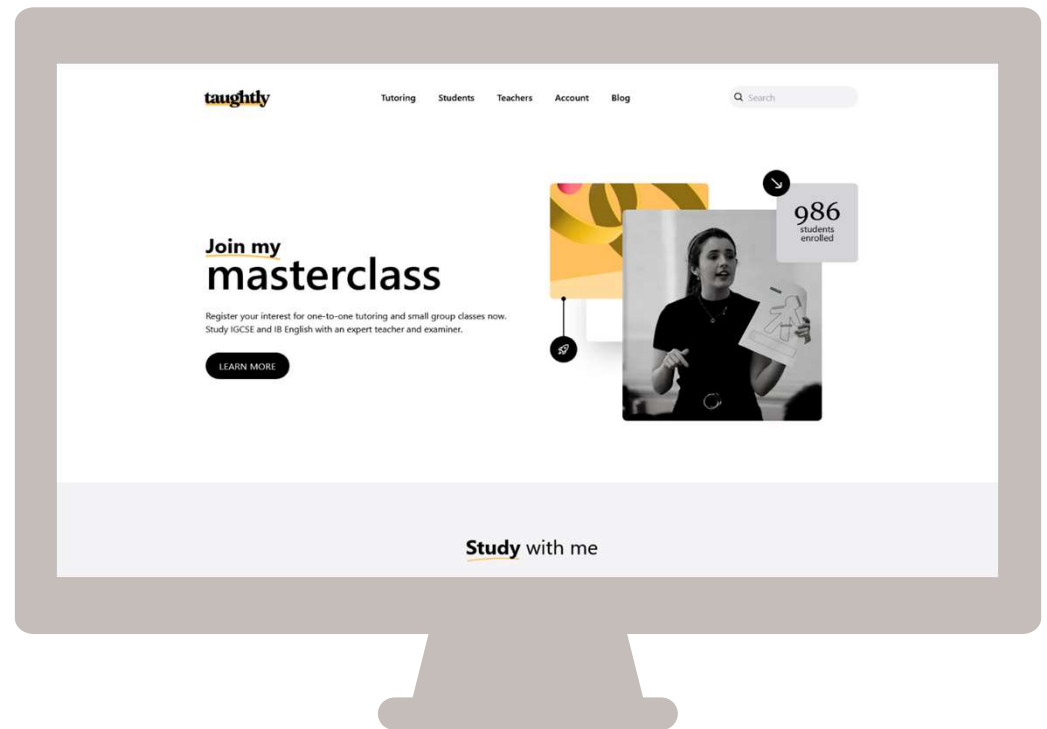 taughtly
Tutoring Students Teachers Account Blog
Search
986
students
enrolled
Join my
masterclass
Register your interest for one-to-one tutoring and small group classes now.
Study IGCSE and IB English with an expert teacher and examiner.
LEARN MORE
Study with me